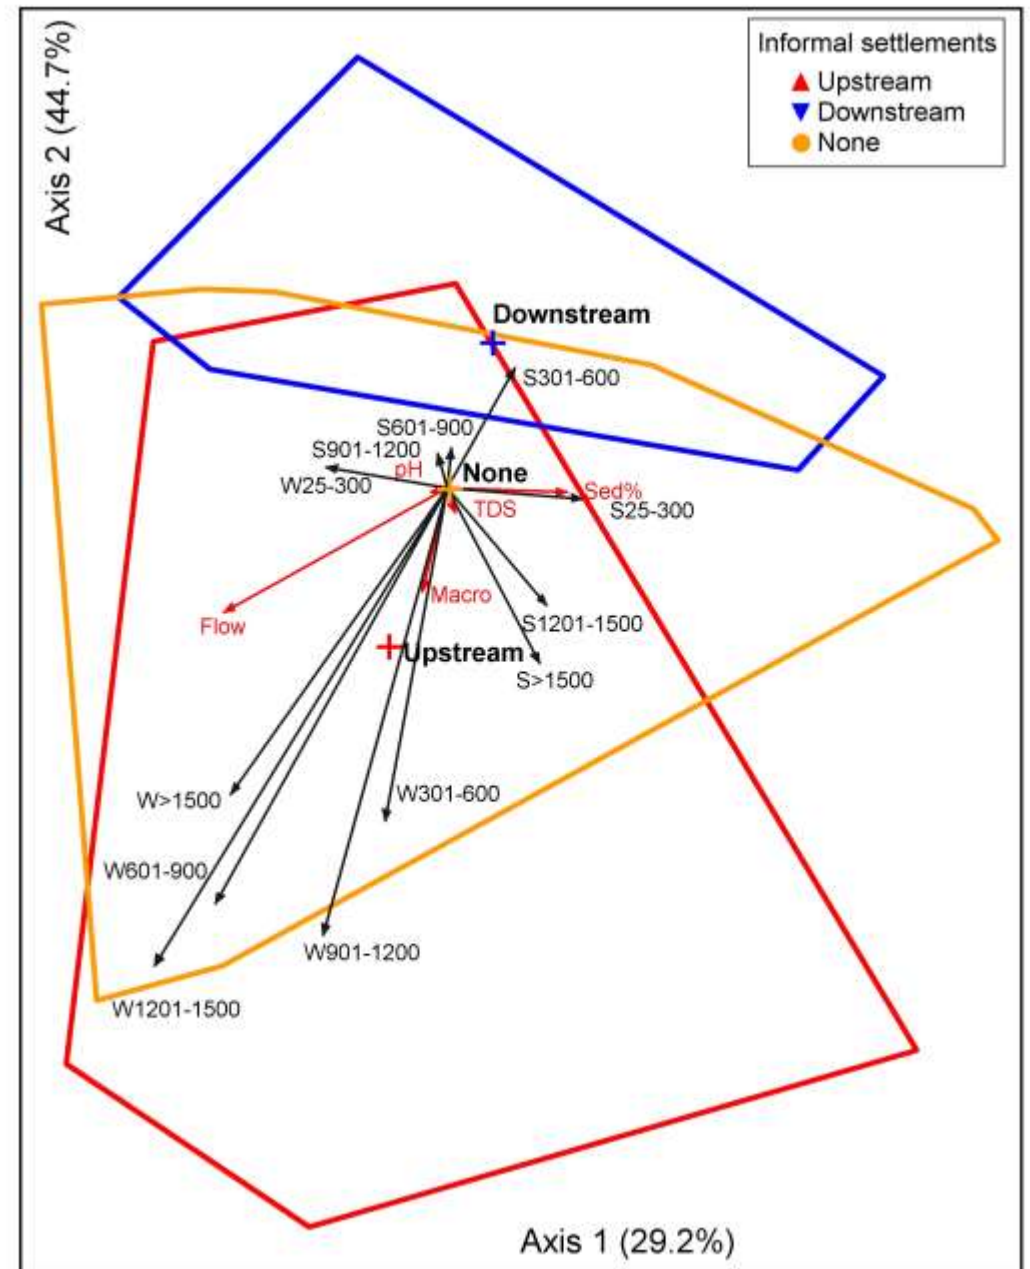 Axis 2 (44.7%)
Informal settlements
Upstream
Downstream
None
Downstream
S301-600
S601-900
S901-1200
pH
None
W25-300
Sed%
TDS
S25-300
Macro
Flow
S1201-1500
Upstream
S>1500
W>1500
W301-600
W601-900
W901-1200
W1201-1500
Axis 1 (29.2%)